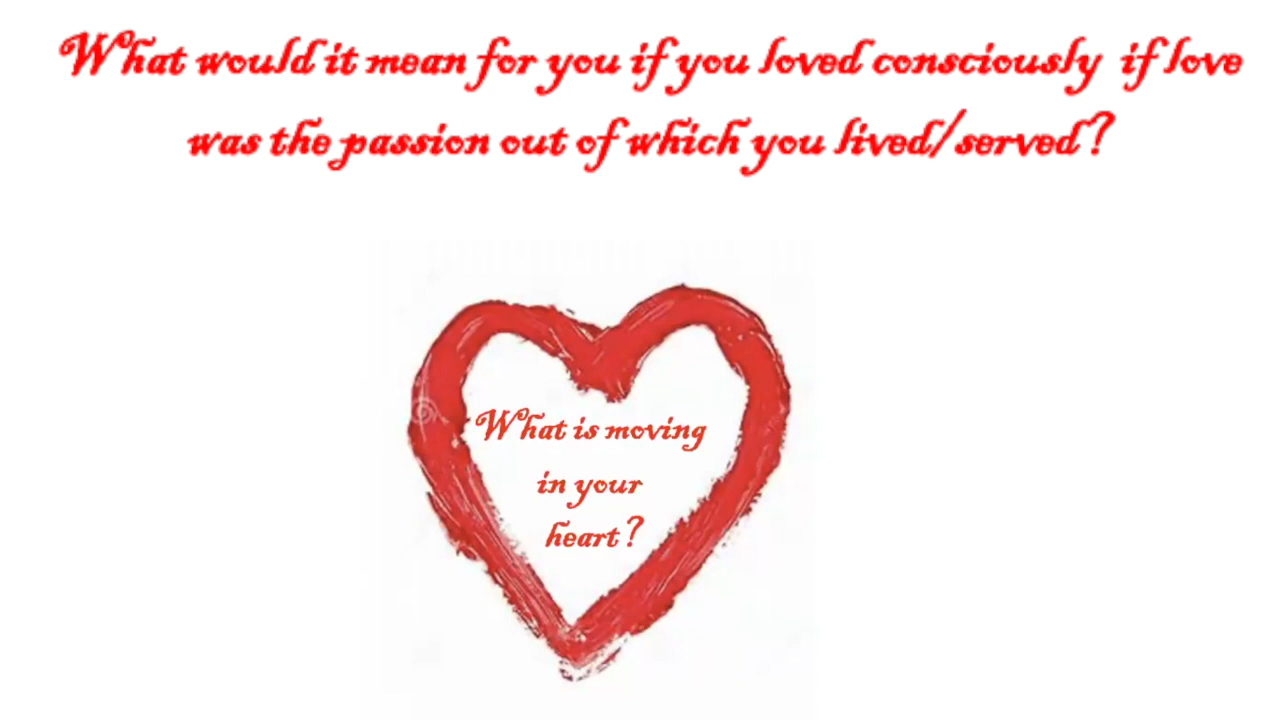 What would it mean for you if you loved consciously if love
was the passion out of which you lived/served?
What is moving
in your
heart?